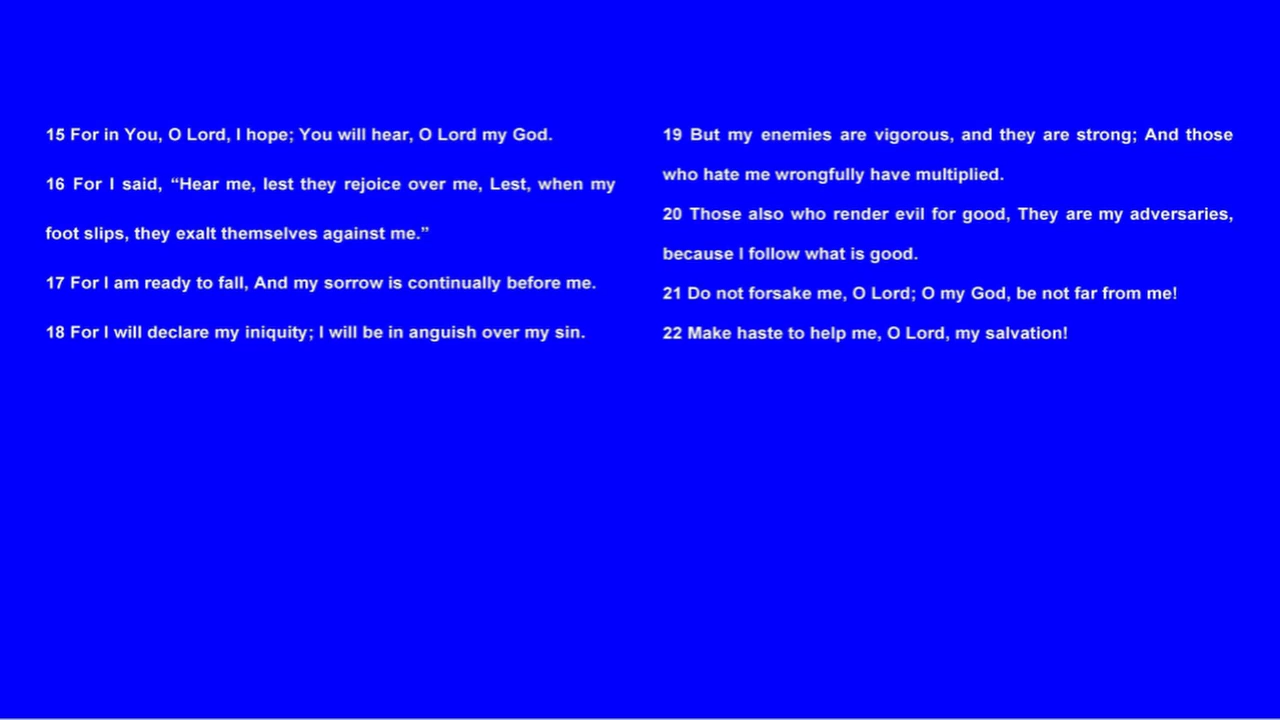 15 For in You, O Lord, I hope; You will hear, O Lord my God.
16 For I said, “Hear me, lest they rejoice over me, Lest, when my
foot slips, they exalt themselves against me.”
17 For I am ready to fall, And my sorrow is continually before me.
18 For I will declare my iniquity; I will be in anguish over my sin.
19 But my enemies are vigorous, and they are strong; And those
who hate me wrongfully have multiplied.
20 Those also who render evil for good, They are my adversaries,
because I follow what is good.
21 Do not forsake me, O Lord; O my God, be not far from me!
22 Make haste to help me, O Lord, my salvation!